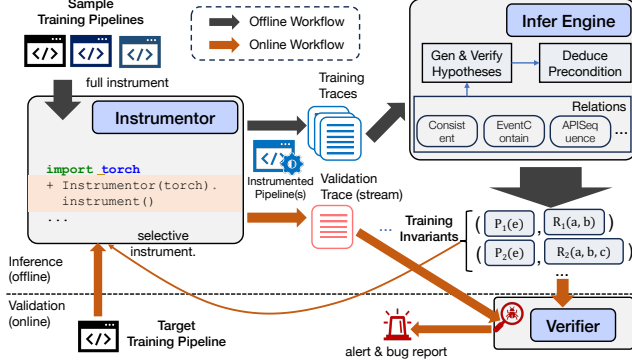 Sample
Training Pipelines
Offline Workflow
Online Workflow
Infer Engine
Gen & Verify
Hypotheses
Deduce
Precondition
Relations
Consist
ent
EventC
ontain
APISeq
uence
...
full instrument
Instrumentor
Training
Traces
import torch
+ Instrumentor(torch).
instrument()
...
Instrumented
Pipeline(s)
Validation
Trace (stream)
...
Training
Invariants
( P₁(e) , R₁(a, b) )
( P₂(e) , R₂(a, b, c) )
...
selective
instrument.
Inference
(offline)
Validation
(online)
Target
Training Pipeline
alert & bug report
Verifier